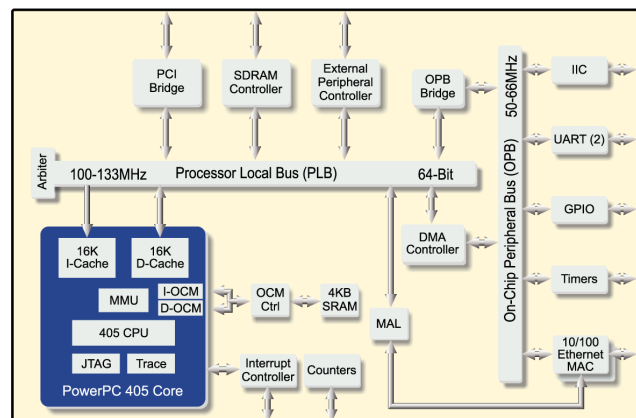 PCI
Bridge
SDRAM
Controller
External
Peripheral
Controller
OPB
Bridge
50-66MHz
On-Chip Peripheral Bus (OPB)
IIC
UART (2)
GPIO
Timers
10/100
Ethernet
MAC
Arbiter
100-133MHz
Processor Local Bus (PLB)
64-Bit
16K
I-Cache
16K
D-Cache
MMU
I-OCM
D-OCM
405 CPU
JTAG
Trace
PowerPC 405 Core
OCM
Ctrl
4KB
SRAM
DMA
Controller
MAL
Interrupt
Controller
Counters